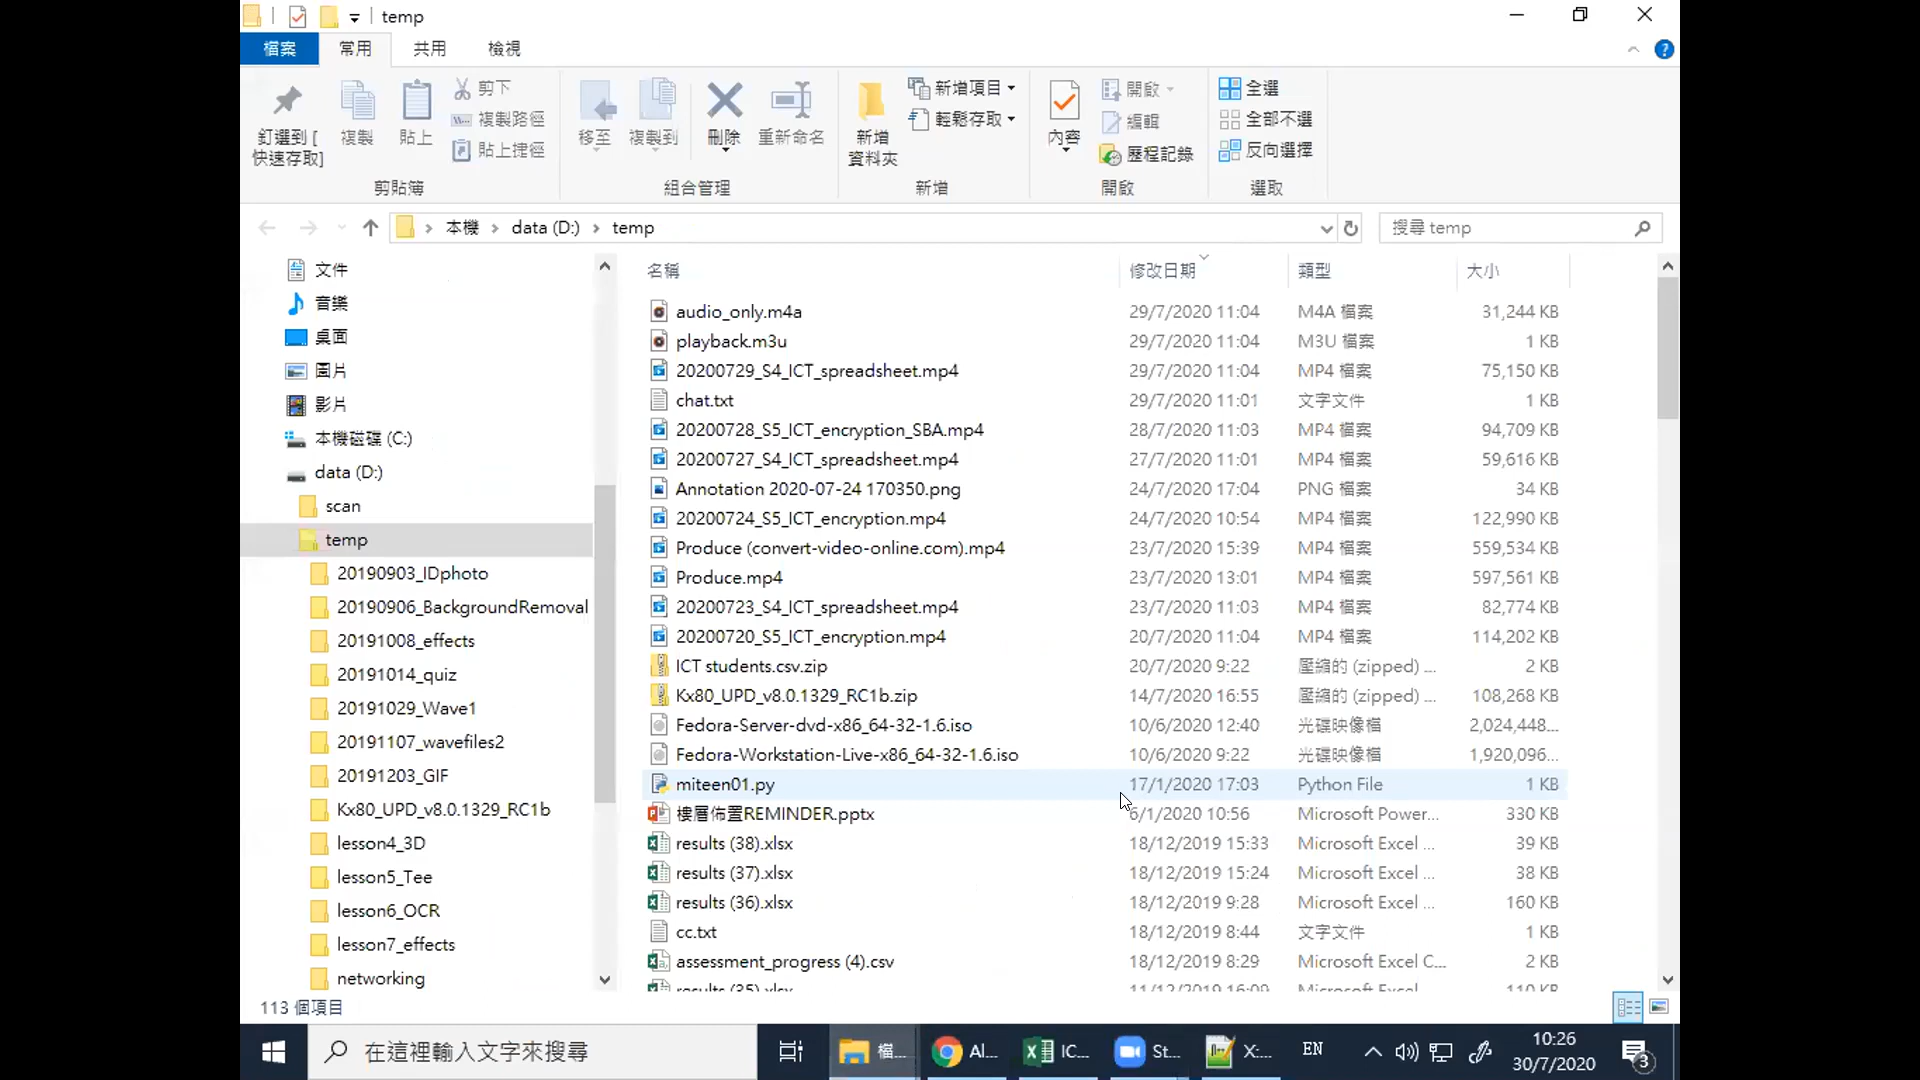 temp
檔案 常用 共用 檢視
釘選到 [快速存取]
複製
貼上
剪下
複製路徑
貼上捷徑
剪貼簿
移至
複製到
刪除
重新命名
組合管理
新增
資料夾
新增項目
輕鬆存取
新增
內容
開啟
編輯
歷程記錄
開啟
全選
全部不選
反向選擇
選取
本機 data (D:) temp
搜尋 temp
文件
音樂
桌面
圖片
影片
本機磁碟 (C:)
data (D:)
scan
temp
20190903_IDphoto
20190906_BackgroundRemoval
20191008_effects
20191014_quiz
20191029_Wave1
20191107_wavefiles2
20191203_GIF
Kx80_UPD_v8.0.1329_RC1b
lesson4_3D
lesson5_Tee
lesson6_OCR
lesson7_effects
networking
名稱 修改日期 類型 大小
audio_only.m4a 29/7/2020 11:04 M4A 檔案 31,244 KB
playback.m3u 29/7/2020 11:04 M3U 檔案 1 KB
20200729_S4_ICT_spreadsheet.mp4 29/7/2020 11:04 MP4 檔案 75,150 KB
chat.txt 29/7/2020 11:01 文字文件 1 KB
20200728_S5_ICT_encryption_SBA.mp4 28/7/2020 11:03 MP4 檔案 94,709 KB
20200727_S4_ICT_spreadsheet.mp4 27/7/2020 11:01 MP4 檔案 59,616 KB
Annotation 2020-07-24 170350.png 24/7/2020 17:04 PNG 檔案 34 KB
20200724_S5_ICT_encryption.mp4 24/7/2020 10:54 MP4 檔案 122,990 KB
Produce (convert-video-online.com).mp4 23/7/2020 15:39 MP4 檔案 559,534 KB
Produce.mp4 23/7/2020 13:01 MP4 檔案 597,561 KB
20200723_S4_ICT_spreadsheet.mp4 23/7/2020 11:03 MP4 檔案 82,774 KB
20200720_S5_ICT_encryption.mp4 20/7/2020 11:04 MP4 檔案 114,202 KB
ICT students.csv.zip 20/7/2020 9:22 壓縮的 (zipped) ... 2 KB
Kx80_UPD_v8.0.1329_RC1b.zip 14/7/2020 16:55 壓縮的 (zipped) ... 108,268 KB
Fedora-Server-dvd-x86_64-32-1.6.iso 10/6/2020 12:40 光碟映像檔 2,024,448...
Fedora-Workstation-Live-x86_64-32-1.6.iso 10/6/2020 9:22 光碟映像檔 1,920,096...
miteen01.py 17/1/2020 17:03 Python File 1 KB
樓層佈置REMINDER.pptx 6/1/2020 10:56 Microsoft Power... 330 KB
results (38).xlsx 18/12/2019 15:33 Microsoft Excel ... 39 KB
results (37).xlsx 18/12/2019 15:24 Microsoft Excel ... 38 KB
results (36).xlsx 18/12/2019 9:28 Microsoft Excel ... 160 KB
cc.txt 18/12/2019 8:44 文字文件 1 KB
assessment_progress (4).csv 18/12/2019 8:29 Microsoft Excel C... 2 KB
results (35).xlsx 11/12/2019 16:09 Microsoft Excel ... 110 KB
113 個項目
在這裡輸入文字來搜尋
檔... Al... IC... St... X:... EN
10:26
30/7/2020
3